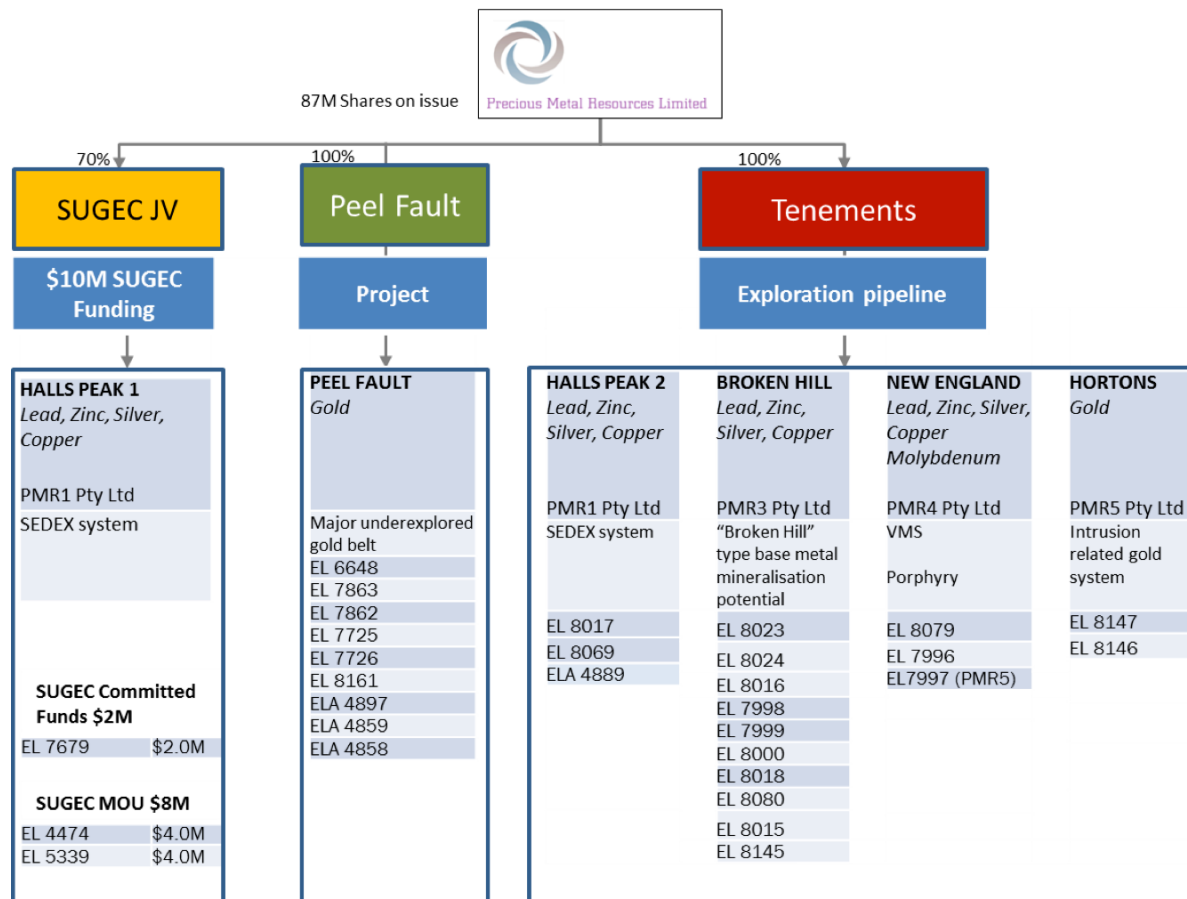 Precious Metal Resources Limited
87M Shares on issue
70%
100%
100%
SUGEC JV
Peel Fault
Tenements
$10M SUGEC
Funding
Project
Exploration pipeline
HALLS PEAK 1
Lead, Zinc, Silver,
Copper
PMR1 Pty Ltd
SEDEX system
SUGEC Committed
Funds $2M
EL 7679 $2.0M
SUGEC MOU $8M
EL 4474 $4.0M
EL 5339 $4.0M
PEEL FAULT
Gold
Major underexplored
gold belt
EL 6648
EL 7863
EL 7862
EL 7725
EL 7726
EL 8161
ELA 4897
ELA 4859
ELA 4858
HALLS PEAK 2
Lead, Zinc,
Silver, Copper
PMR1 Pty Ltd
SEDEX system
EL 8017
EL 8069
ELA 4889
BROKEN HILL
Lead, Zinc,
Silver, Copper
PMR3 Pty Ltd
“Broken Hill”
type base metal
mineralisation
potential
EL 8023
EL 8024
EL 8016
EL 7998
EL 7999
EL 8000
EL 8018
EL 8080
EL 8015
EL 8145
NEW ENGLAND
Lead, Zinc, Silver,
Copper
Molybdenum
PMR4 Pty Ltd
VMS
Porphyry
EL 8079
EL 7996
EL7997 (PMR5)
HORTONS
Gold
PMR5 Pty Ltd
Intrusion
related gold
system
EL 8147
EL 8146